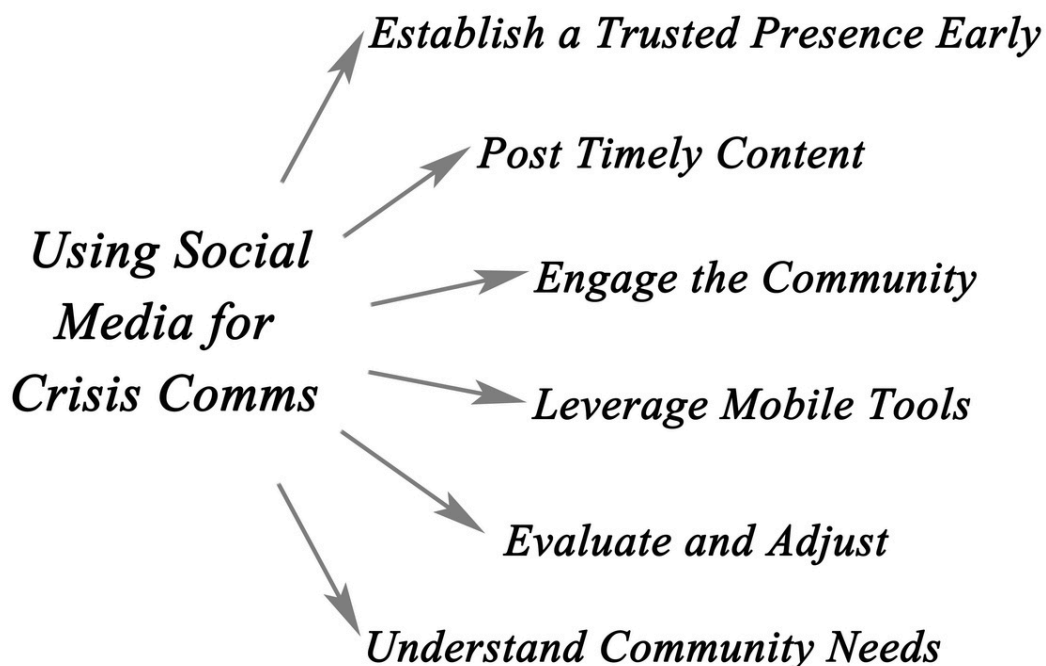 Establish a Trusted Presence Early
Post Timely Content
Using Social
Media for
Crisis Comms
Engage the Community
Leverage Mobile Tools
Evaluate and Adjust
Understand Community Needs